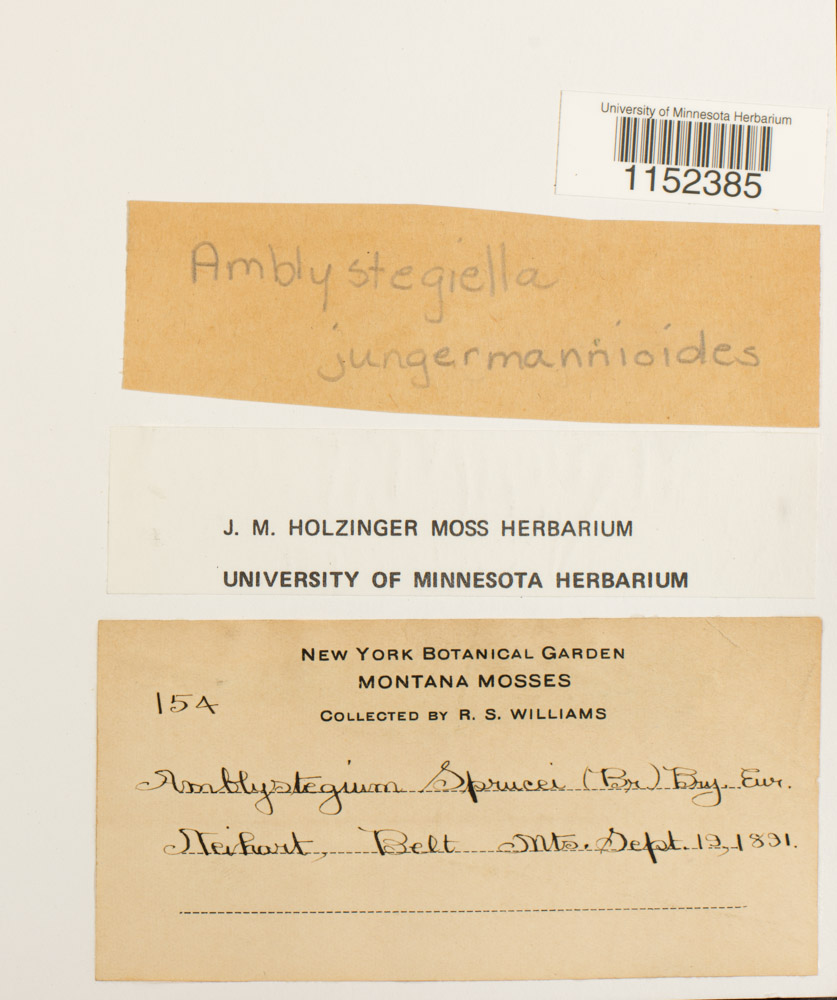 University of Minnesota Herbarium
1152385
Amblystegiella
jungermannioides
J. M. HOLZINGER MOSS HERBARIUM
UNIVERSITY OF MINNESOTA HERBARIUM
NEW YORK BOTANICAL GARDEN
MONTANA MOSSES
154
COLLECTED BY R. S. WILLIAMS
Amblystegium Sprucei (Br) Bry. Eur.
Neihart, Belt Mts. Sept. 19, 1891.